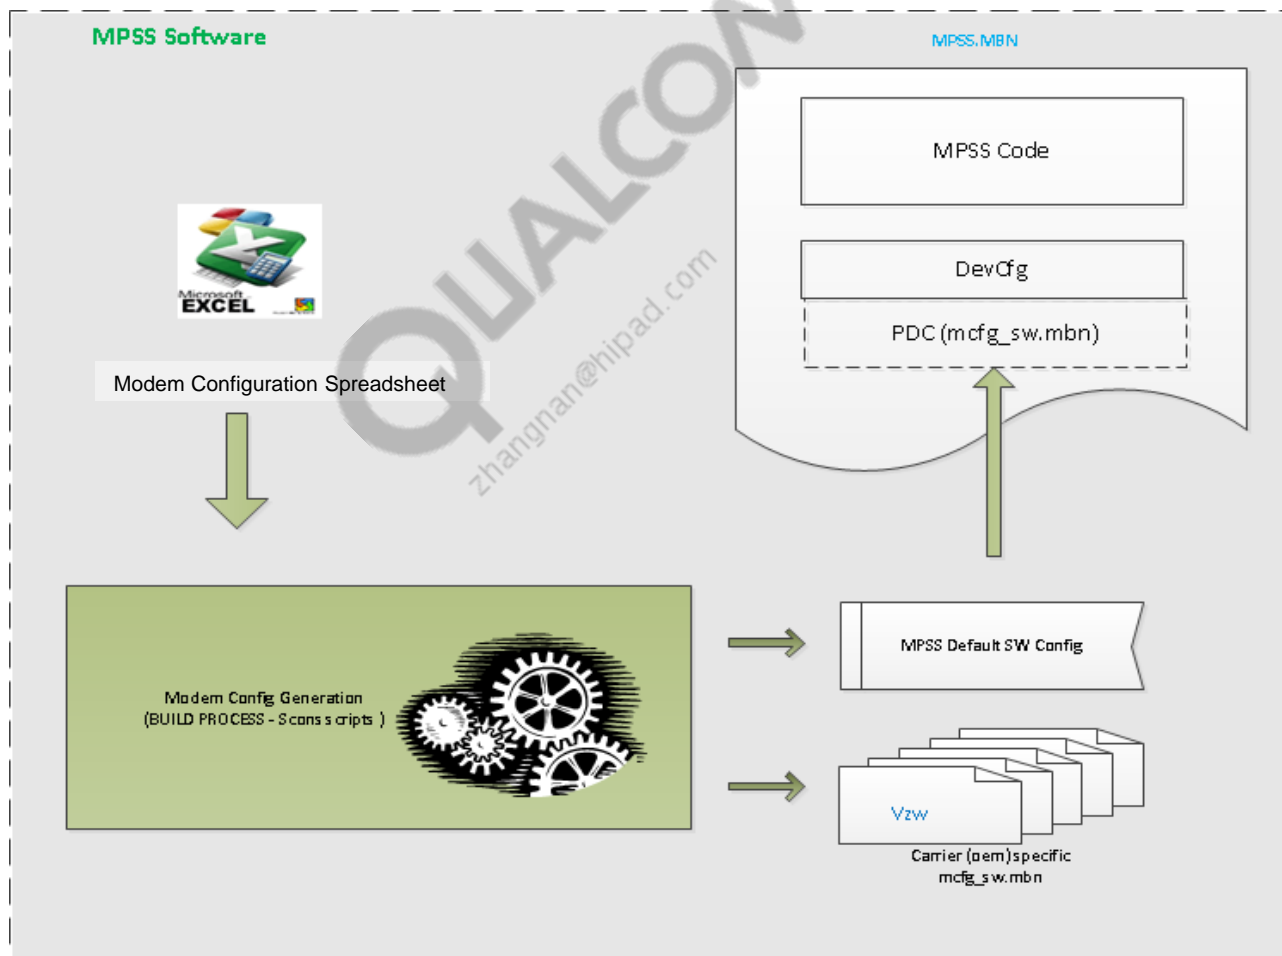 MPSS Software
MPSS.MBN
MPSS Code
DevCfg
PDC (mcfg_sw.mbn)
Microsoft
EXCEL
Modem Configuration Spreadsheet
QUALCOM
zhangnan@hipad.com
Modem Config Generation
(BUILD PROCESS - Scons scripts )
MPSS Default SW Config
Vzw
Carrier (oem) specific
mcfg_sw.mbn